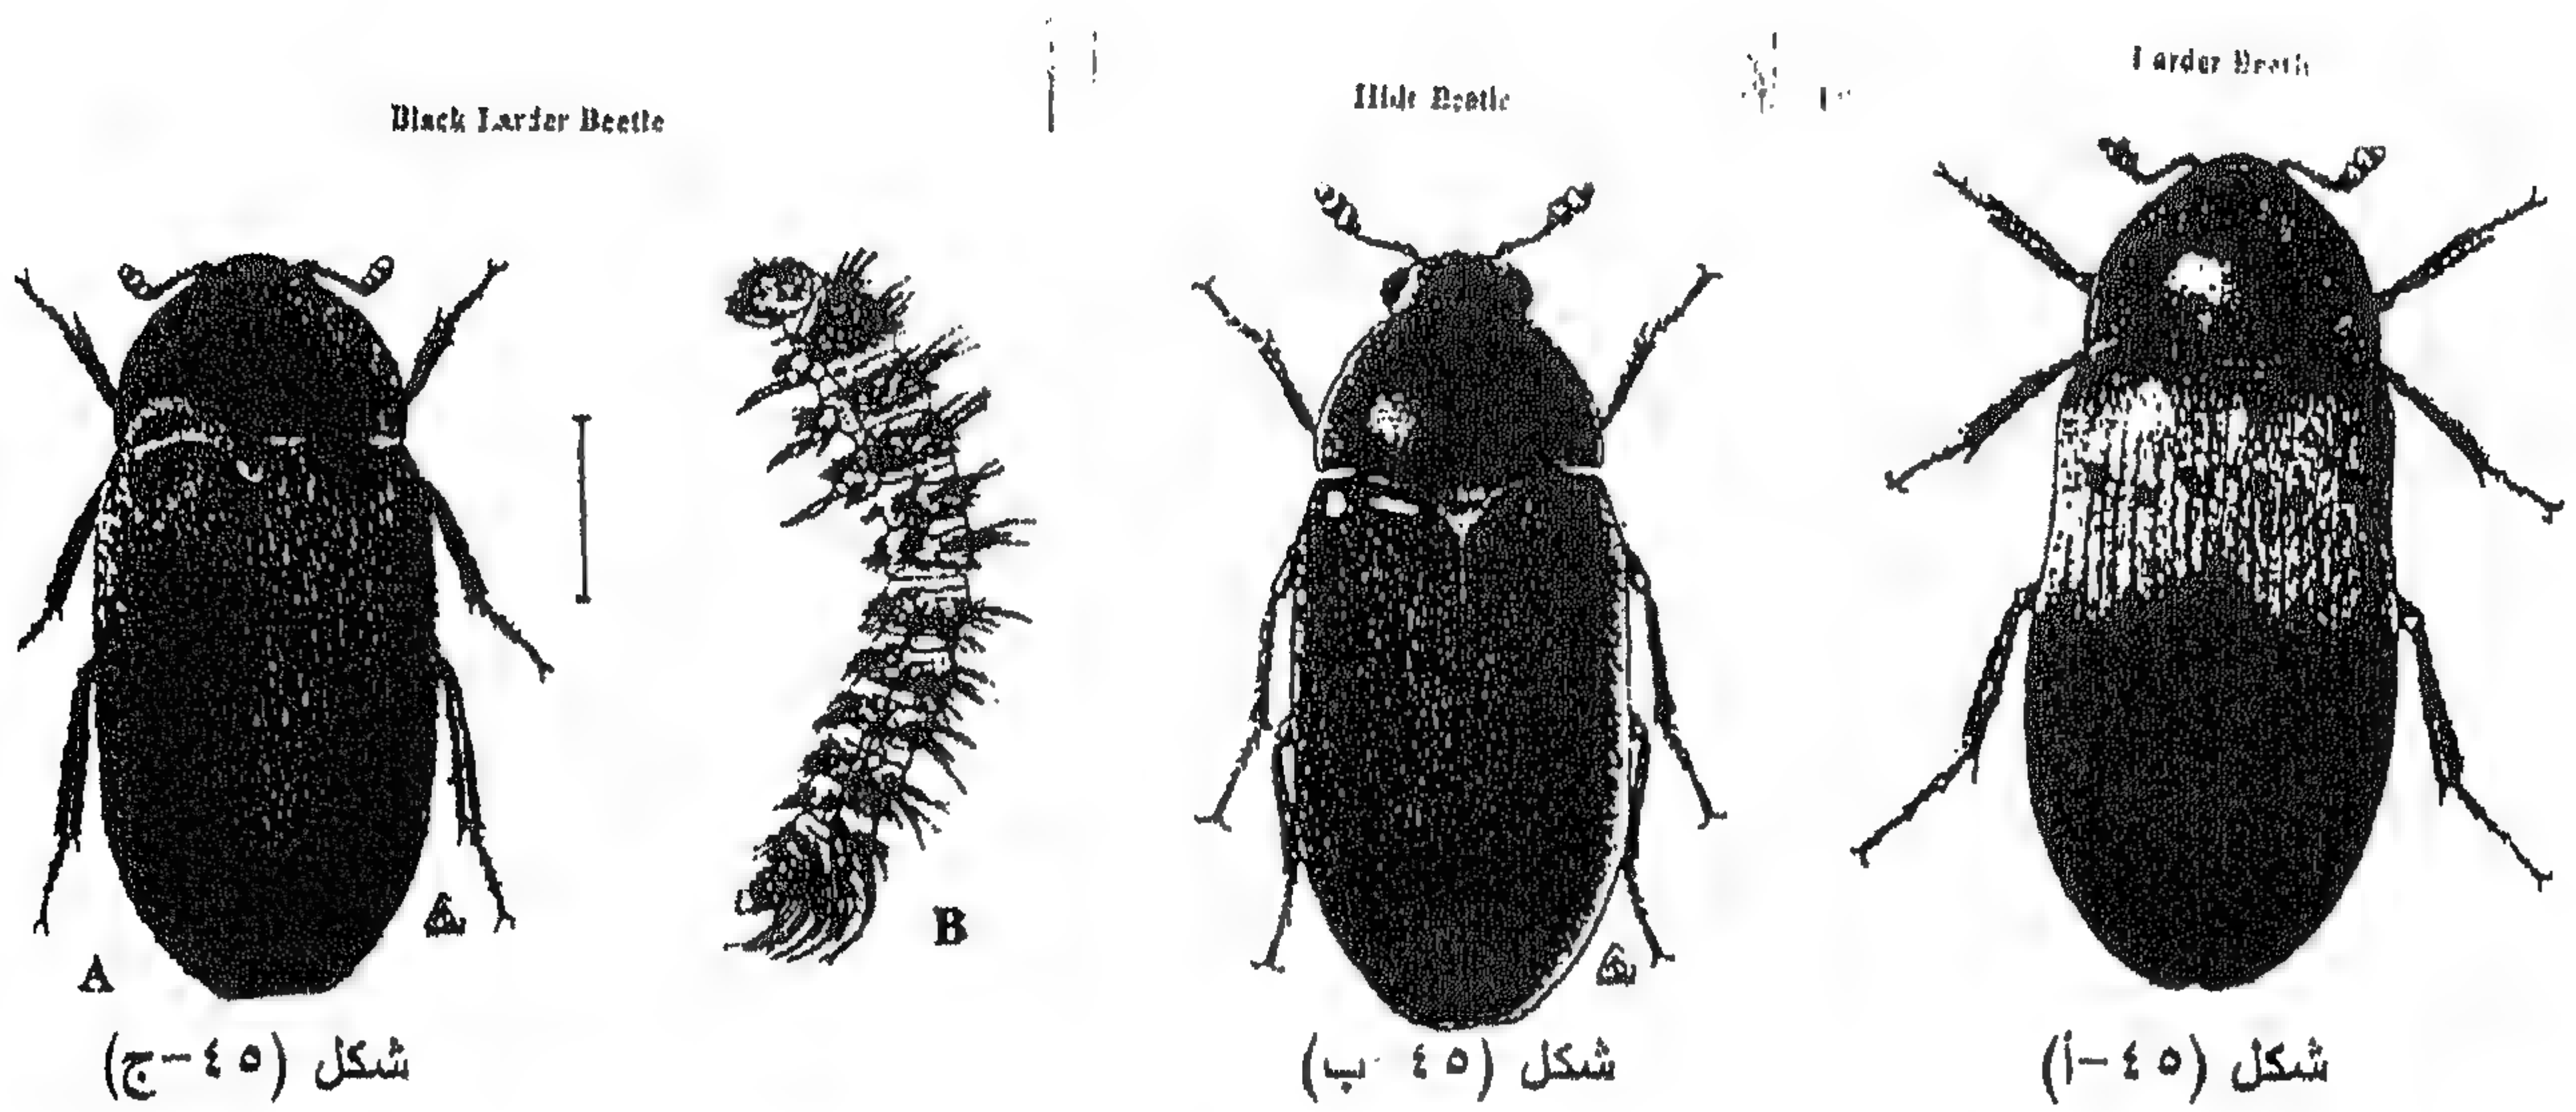 Larder Beetle
Hide Beetle
Black Larder Beetle
B
A
شكل (٤٥-أ)
شكل (٤٥-ب)
شكل (٤٥-ج)